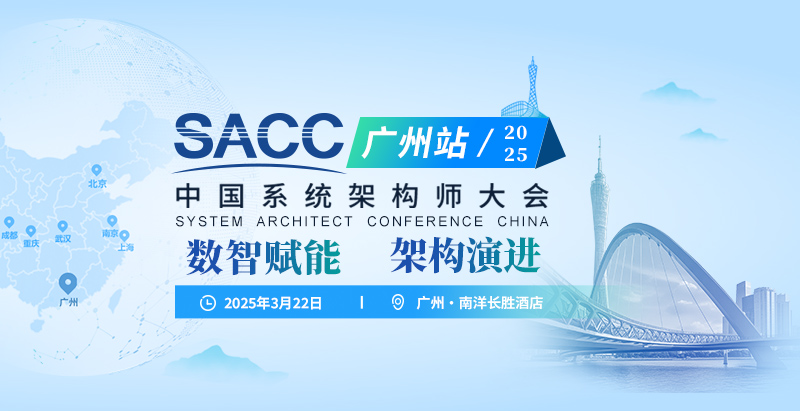 SACC 广州站 / 2025
中国系统架构师大会
SYSTEM ARCHITECT CONFERENCE CHINA
数智赋能 架构演进
2025年3月22日 | 广州·南洋长胜酒店
北京
成都
重庆
武汉
南京
上海
广州